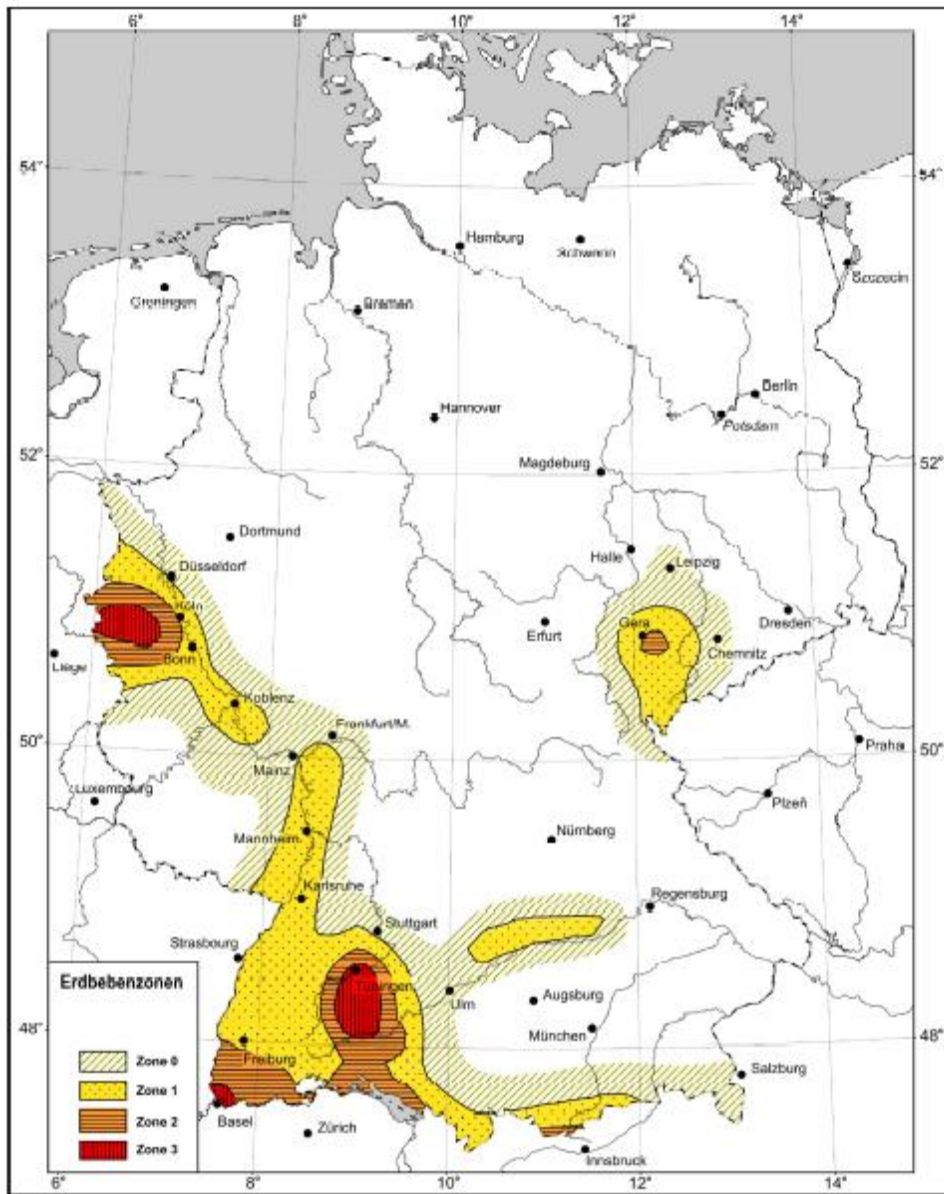 6° 8° 10° 12° 14°
54° 54°
Hamburg
Schwerin
Szczecin
Groningen
Bremen
Berlin
Hannover
Potsdam
52° 52°
Magdeburg
Dortmund
Halle
Leipzig
Düsseldorf
Köln
Erfurt
Gera
Dresden
Liège
Bonn
Chemnitz
Koblenz
Frankfurt/M.
50° 50°
Mainz
Praha
Luxembourg
Plzeň
Mannheim
Nürnberg
Karlsruhe
Regensburg
Stuttgart
Strasbourg
Erdbebenzonen
Tübingen
Ulm
Augsburg
München
48° 48°
Freiburg
Zone 0
Salzburg
Zone 1
Zone 2
Basel
Zürich
Zone 3
Innsbruck
6° 8° 10° 12° 14°